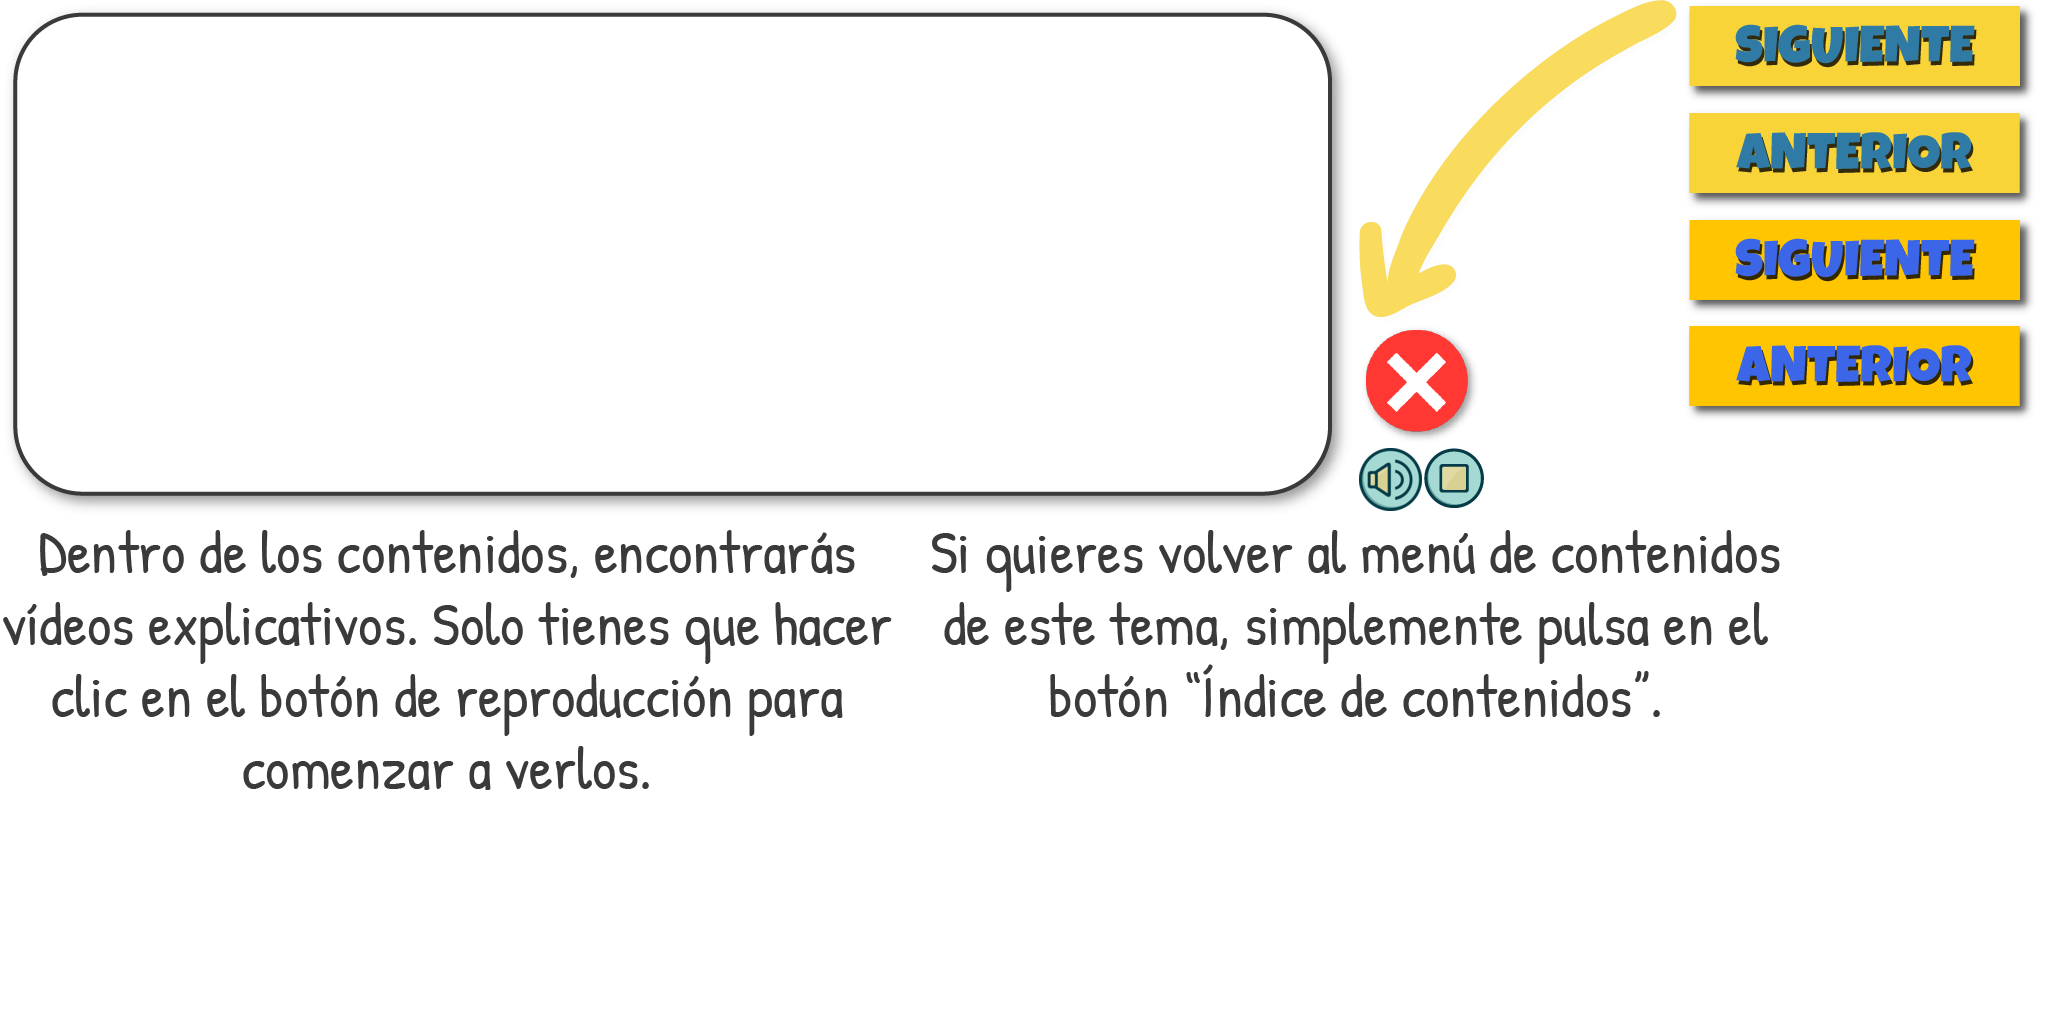 SIGUIENTE
ANTERIOR
SIGUIENTE
ANTERIOR
Dentro de los contenidos, encontrarás
vídeos explicativos. Solo tienes que hacer
clic en el botón de reproducción para
comenzar a verlos.
Si quieres volver al menú de contenidos
de este tema, simplemente pulsa en el
botón “Índice de contenidos”.